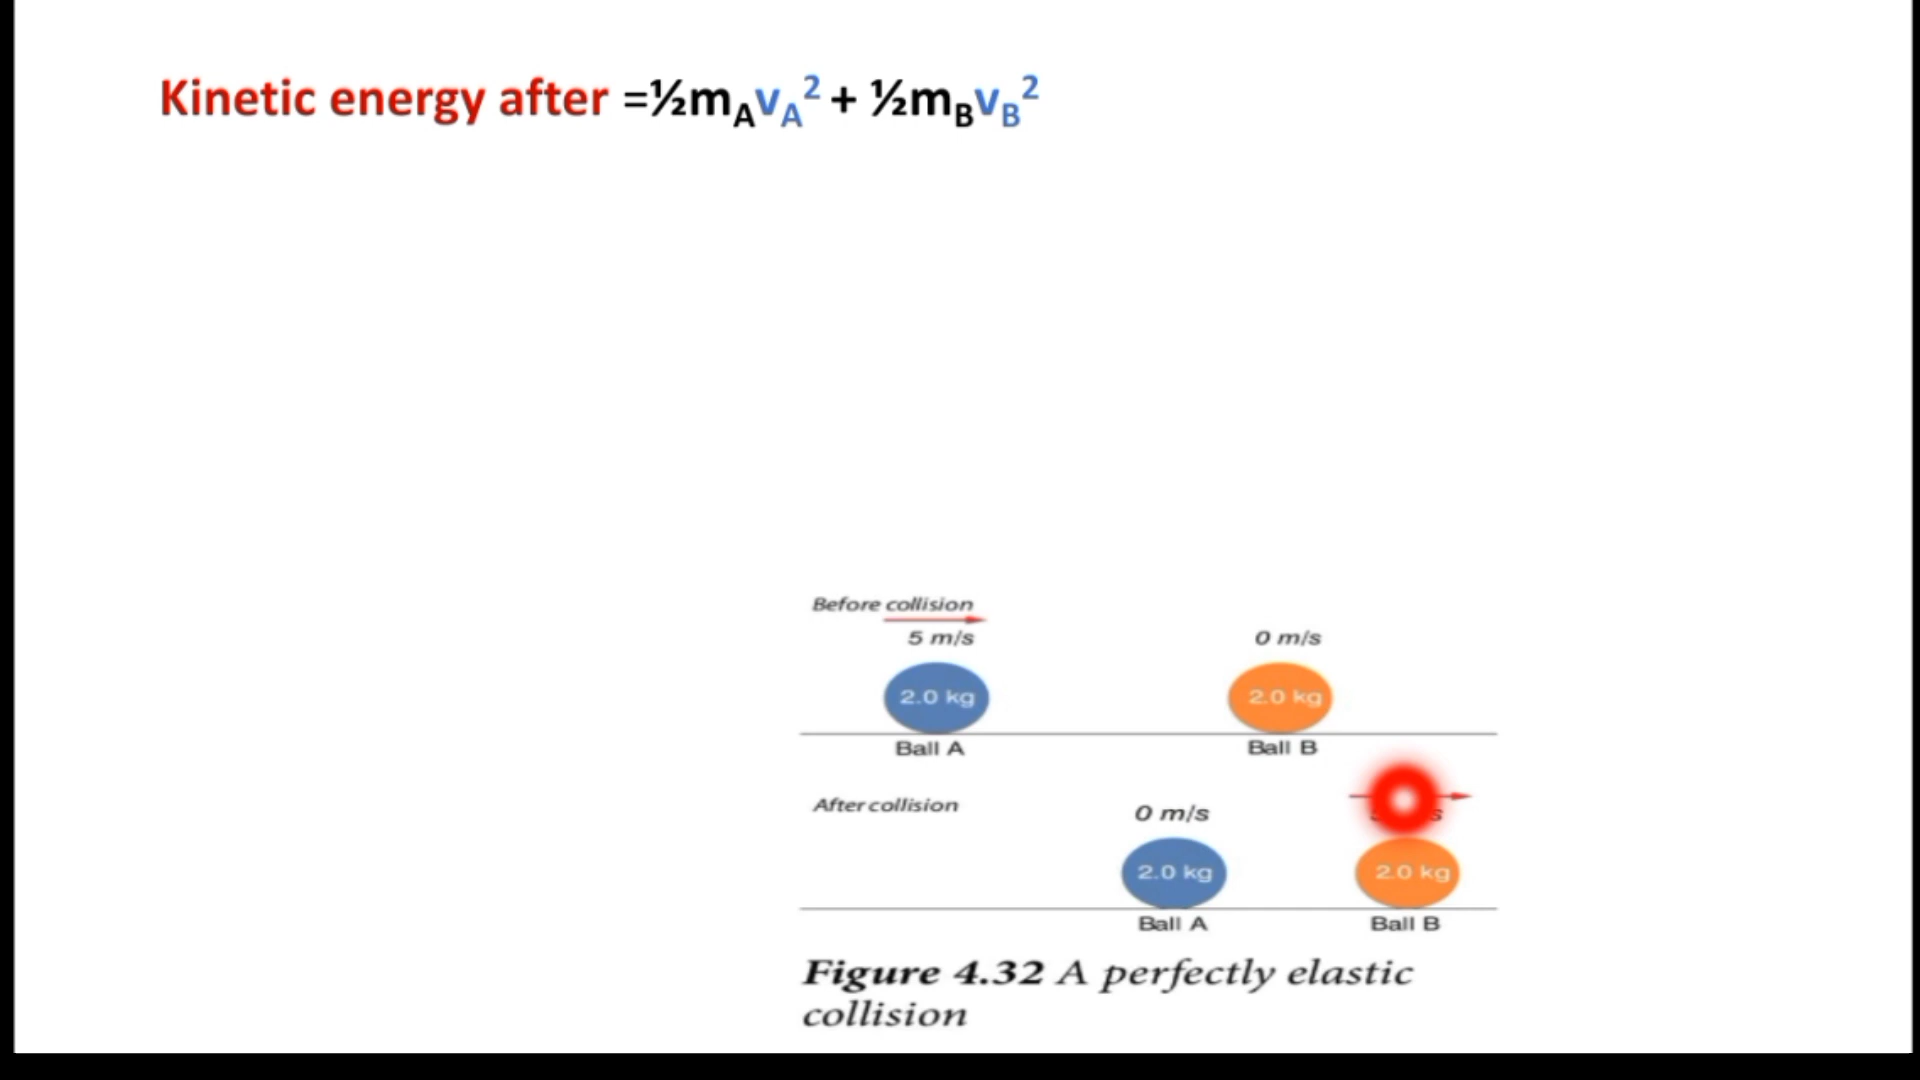 Kinetic energy after =½mAvA² + ½mBvB²
Before collision
5 m/s 0 m/s
2.0 kg 2.0 kg
Ball A Ball B
After collision
0 m/s
2.0 kg 2.0 kg
Ball A Ball B
Figure 4.32 A perfectly elastic
collision